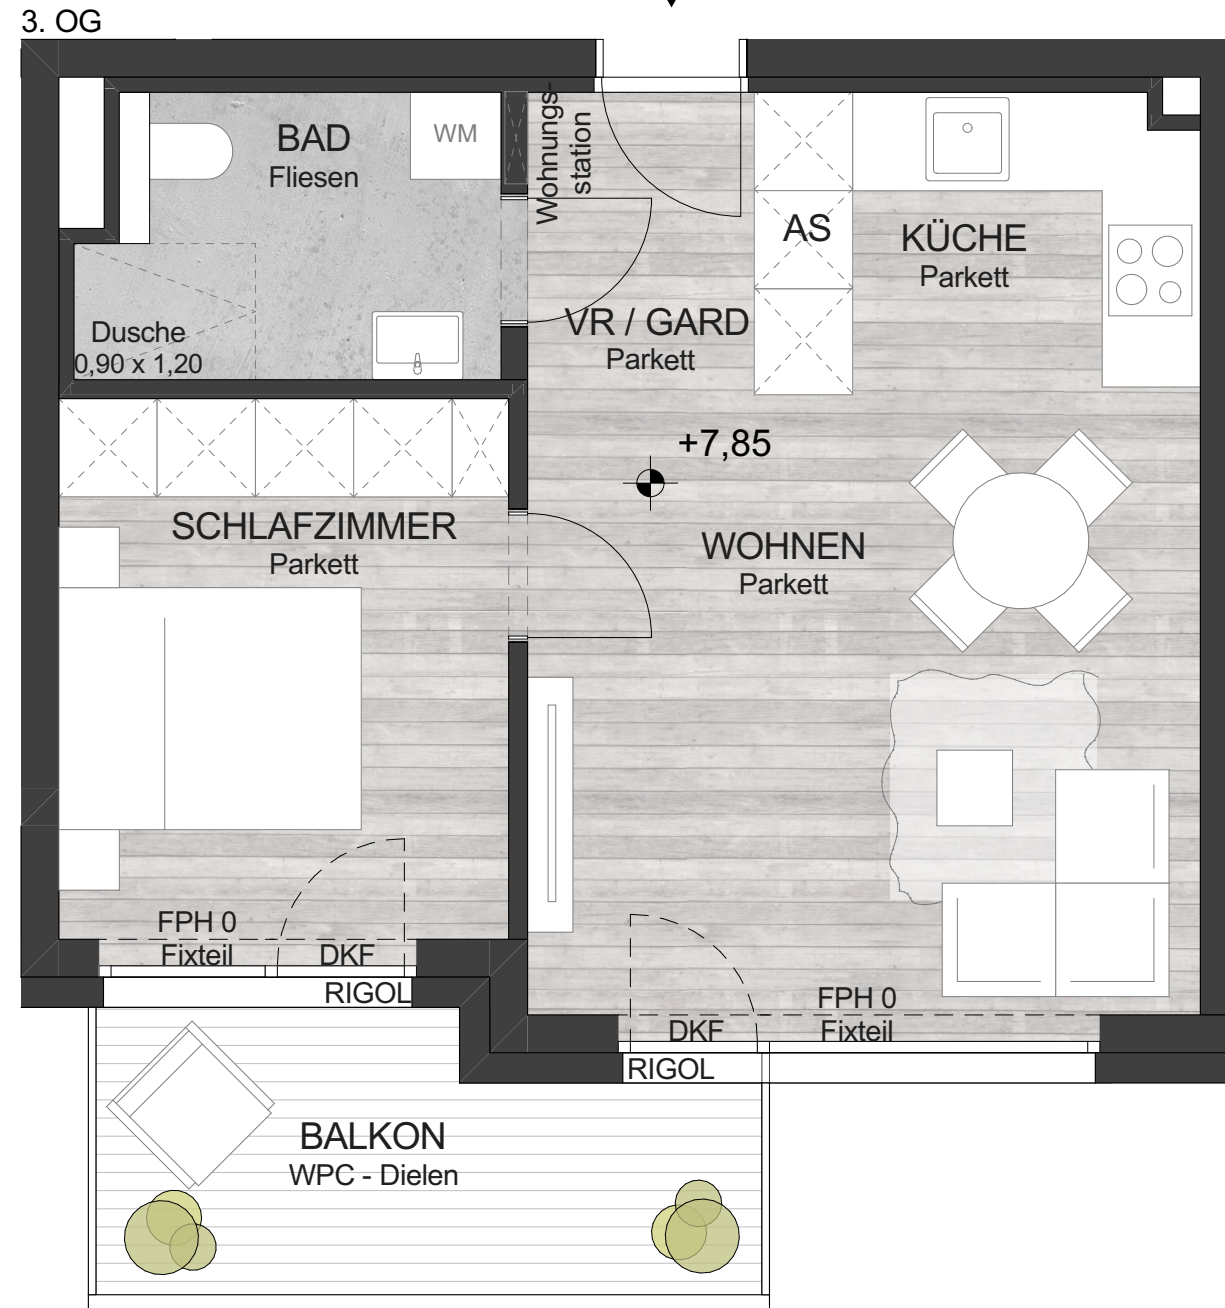 3. OG
BAD
Fliesen
WM
Wohnungs-
station
AS
KÜCHE
Parkett
Dusche
0,90 x 1,20
VR / GARD
Parkett
+7,85
SCHLAFZIMMER
Parkett
WOHNEN
Parkett
FPH 0
Fixteil
DKF
RIGOL
FPH 0
DKF
Fixteil
RIGOL
BALKON
WPC - Dielen